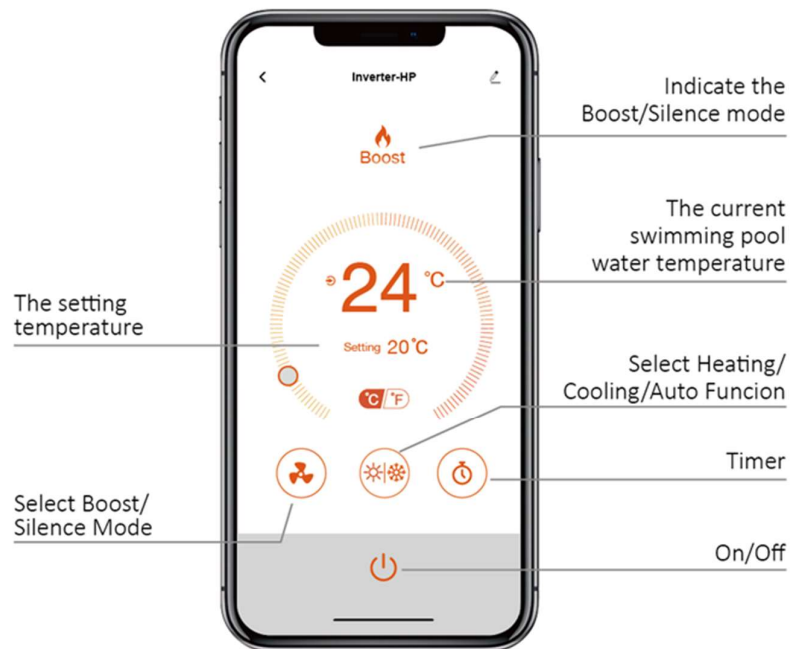 Inverter-HP
Indicate the
Boost/Silence mode
Boost
The current
swimming pool
water temperature
24 °C
The setting
temperature
Setting 20°C
°C/°F
Select Heating/
Cooling/Auto Funcion
Timer
Select Boost/
Silence Mode
On/Off